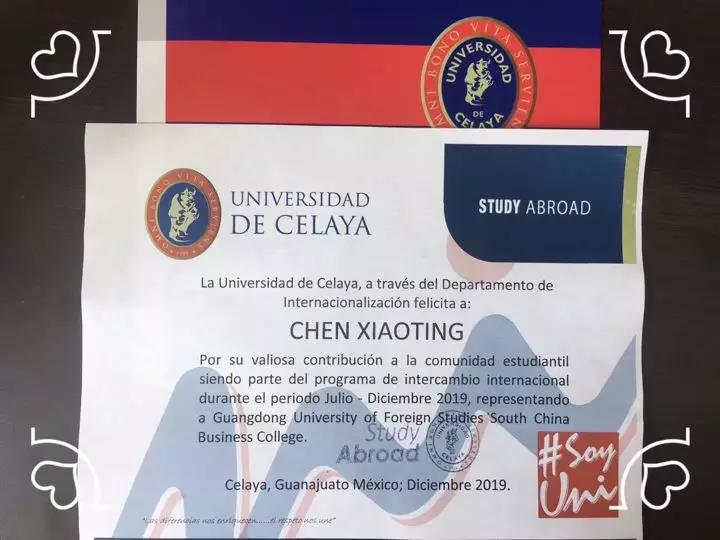 OMNI BONO VITA SERVIENS
UNIVERSIDAD
DE
CELAYA
UNIVERSIDAD
DE CELAYA
STUDY ABROAD
La Universidad de Celaya, a través del Departamento de
Internacionalización felicita a:
CHEN XIAOTING
Por su valiosa contribución a la comunidad estudiantil
siendo parte del programa de intercambio internacional
durante el periodo Julio - Diciembre 2019, representando
a Guangdong University of Foreign Studies South China
Business College.
Study
Abroad
Celaya, Guanajuato México; Diciembre 2019.
#Soy
Uni
"Las diferencias nos enriquecen......el respeto nos une"